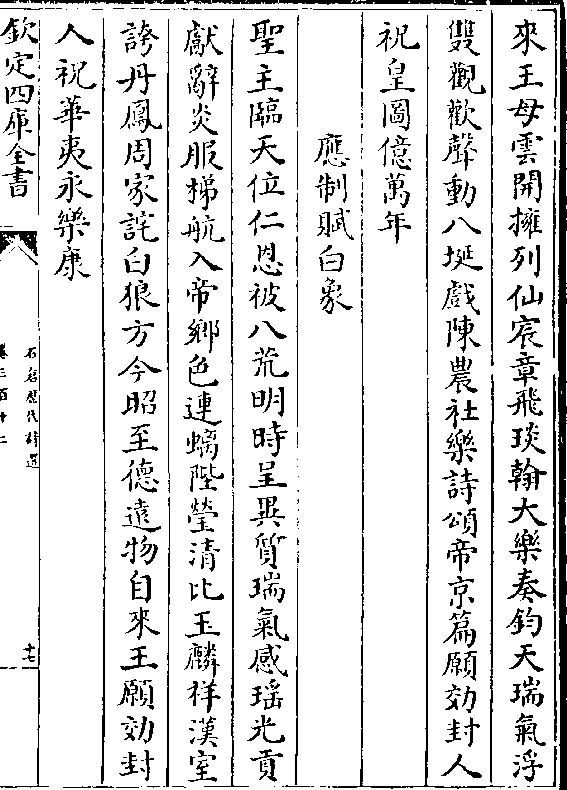 來王母雲開擁列仙宸章飛琰翰大樂奏鈞天瑞氣浮
雙觀歡聲動八埏戲陳農社樂詩頌帝京篇願効封人
祝皇圖億萬年
應制賦白象
聖主臨天位仁恩被八荒明時呈異質瑞氣感瑶光貢
獻辭炎服梯航入帝鄉色連螭陛瑩清比玉麟祥漢室
誇丹鳳周家詫白狼方今昭至德遠物自來王願効封
人祝華夷永樂康
欽定四庫全書
石倉歴代詩選
卷三百十二
十七